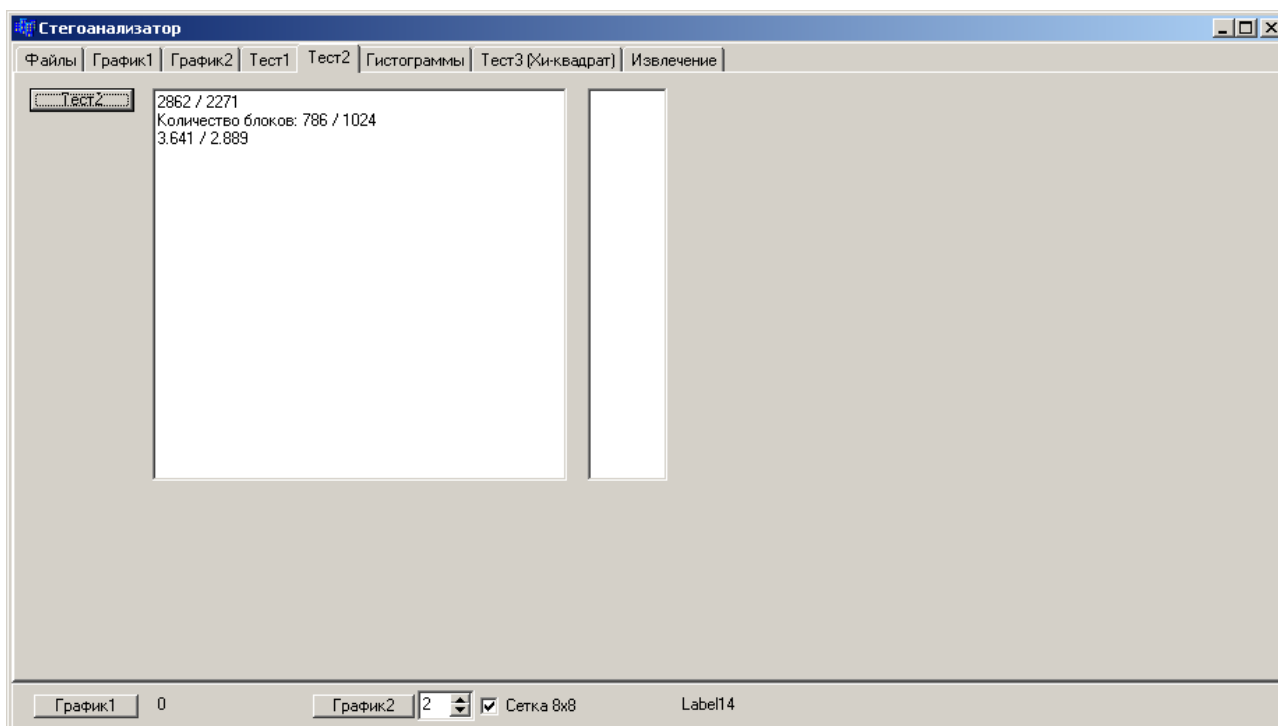 Стегоанализатор
Файлы График1 График2 Тест1 Тест2 Гистограммы Тест3 (Хи-квадрат) Извлечение
Тест2
2862 / 2271
Количество блоков: 786 / 1024
3.641 / 2.889
График1 0 График2 2 Сетка 8x8 Label14